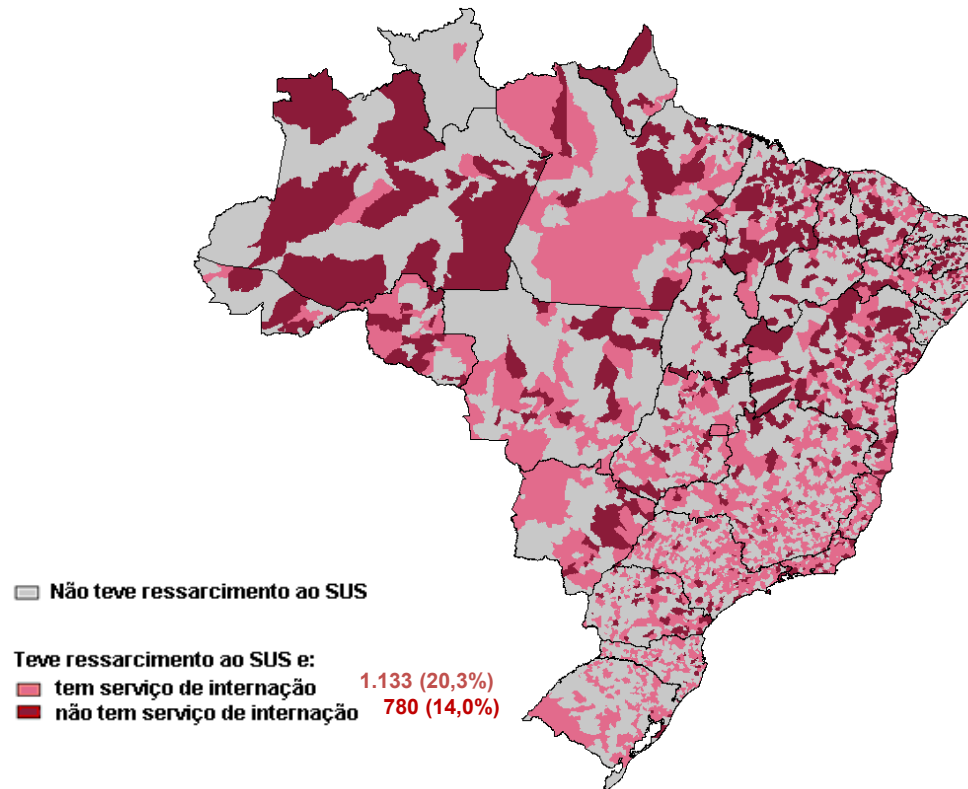 Não teve ressarcimento ao SUS
Teve ressarcimento ao SUS e:
tem serviço de internação 1.133 (20,3%)
não tem serviço de internação 780 (14,0%)